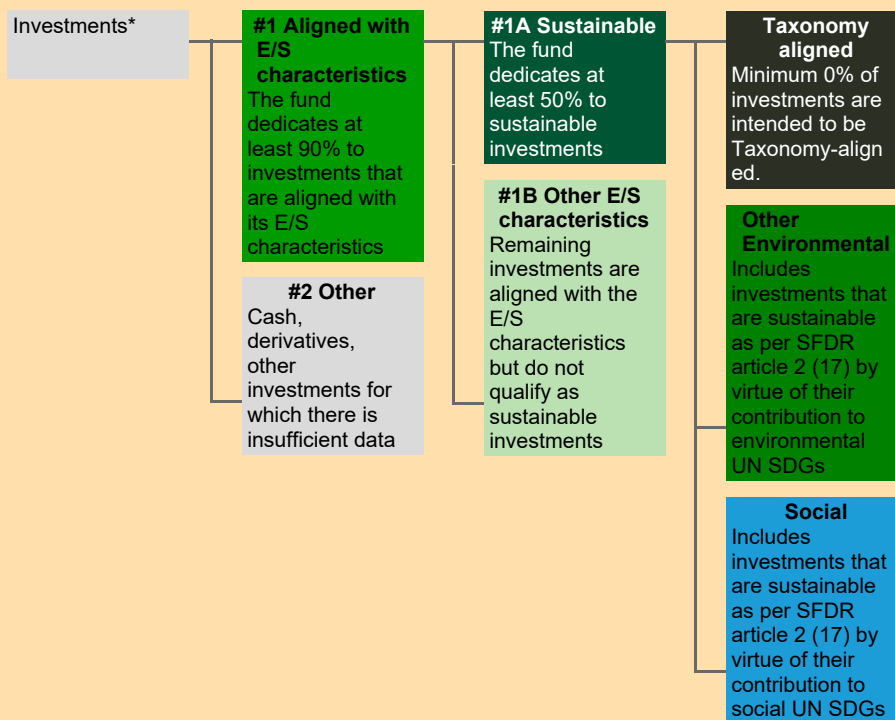 Investments*
#1 Aligned with
E/S
characteristics
The fund
dedicates at
least 90% to
investments that
are aligned with
its E/S
characteristics
#2 Other
Cash,
derivatives,
other
investments for
which there is
insufficient data
#1A Sustainable
The fund
dedicates at
least 50% to
sustainable
investments
#1B Other E/S
characteristics
Remaining
investments are
aligned with the
E/S
characteristics
but do not
qualify as
sustainable
investments
Taxonomy
aligned
Minimum 0% of
investments are
intended to be
Taxonomy-align
ed.
Other
Environmental
Includes
investments that
are sustainable
as per SFDR
article 2 (17) by
virtue of their
contribution to
environmental
UN SDGs
Social
Includes
investments that
are sustainable
as per SFDR
article 2 (17) by
virtue of their
contribution to
social UN SDGs